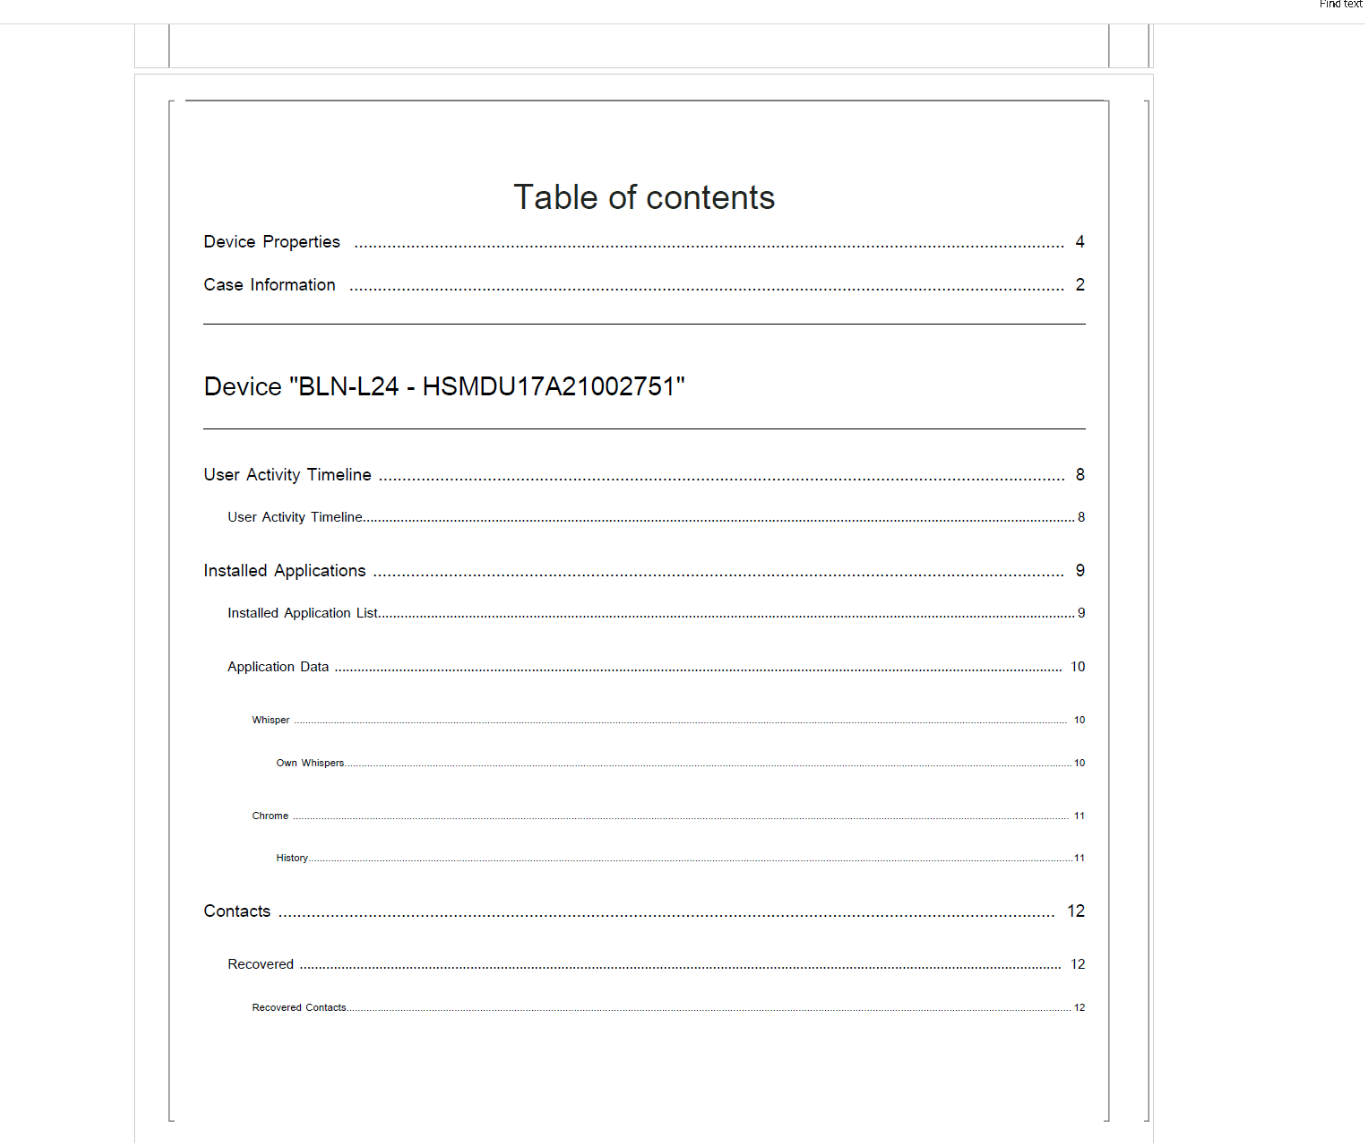 Find text
Table of contents
Device Properties ........ 4
Case Information ........ 2
Device "BLN-L24 - HSMDU17A21002751"
User Activity Timeline ........ 8
User Activity Timeline........ 8
Installed Applications ........ 9
Installed Application List........ 9
Application Data ........ 10
Whisper ........ 10
Own Whispers........ 10
Chrome ........ 11
History........ 11
Contacts ........ 12
Recovered ........ 12
Recovered Contacts........ 12